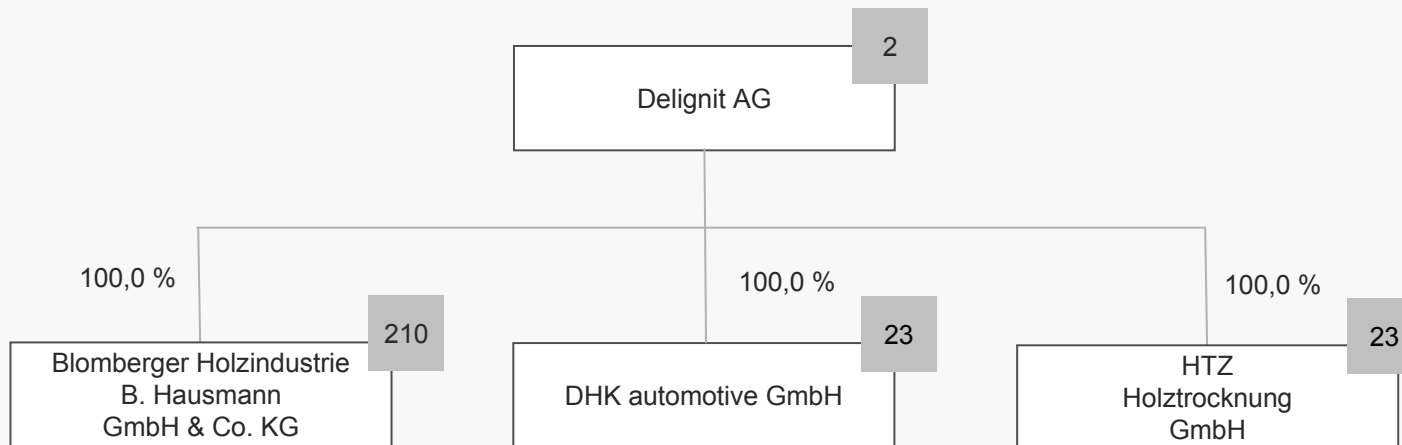 2
Delignit AG
100,0 %
100,0 %
100,0 %
210
23
23
Blomberger Holzindustrie
B. Hausmann
GmbH & Co. KG
DHK automotive GmbH
HTZ
Holztrocknung
GmbH